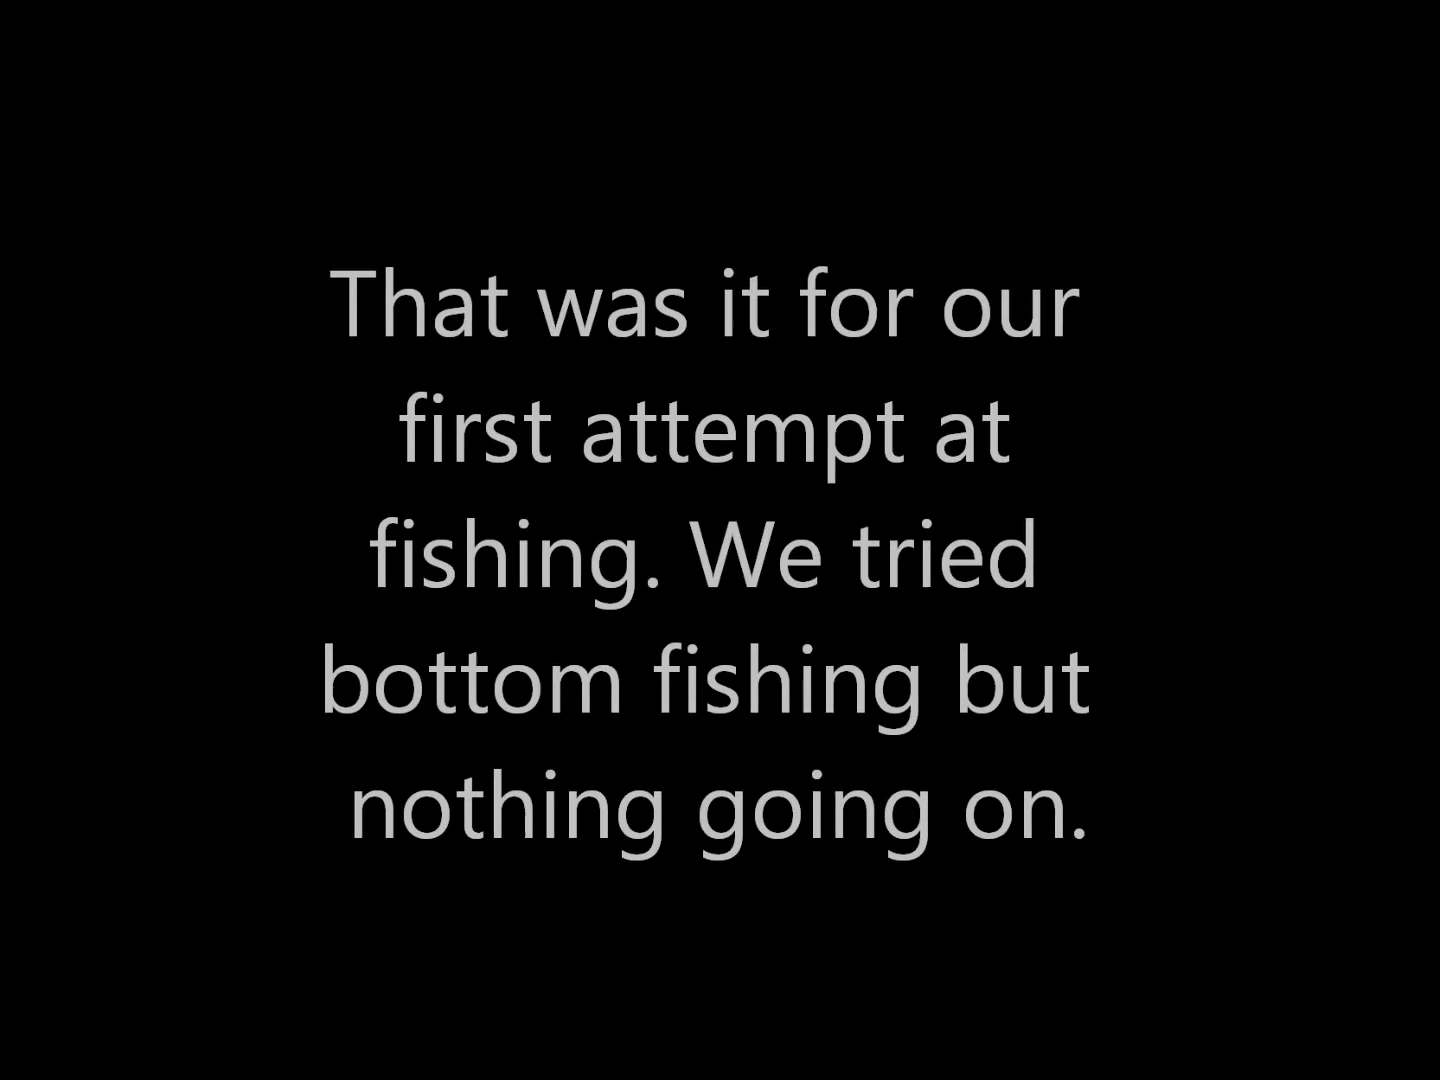 That was it for our
first attempt at
fishing. We tried
bottom fishing but
nothing going on.